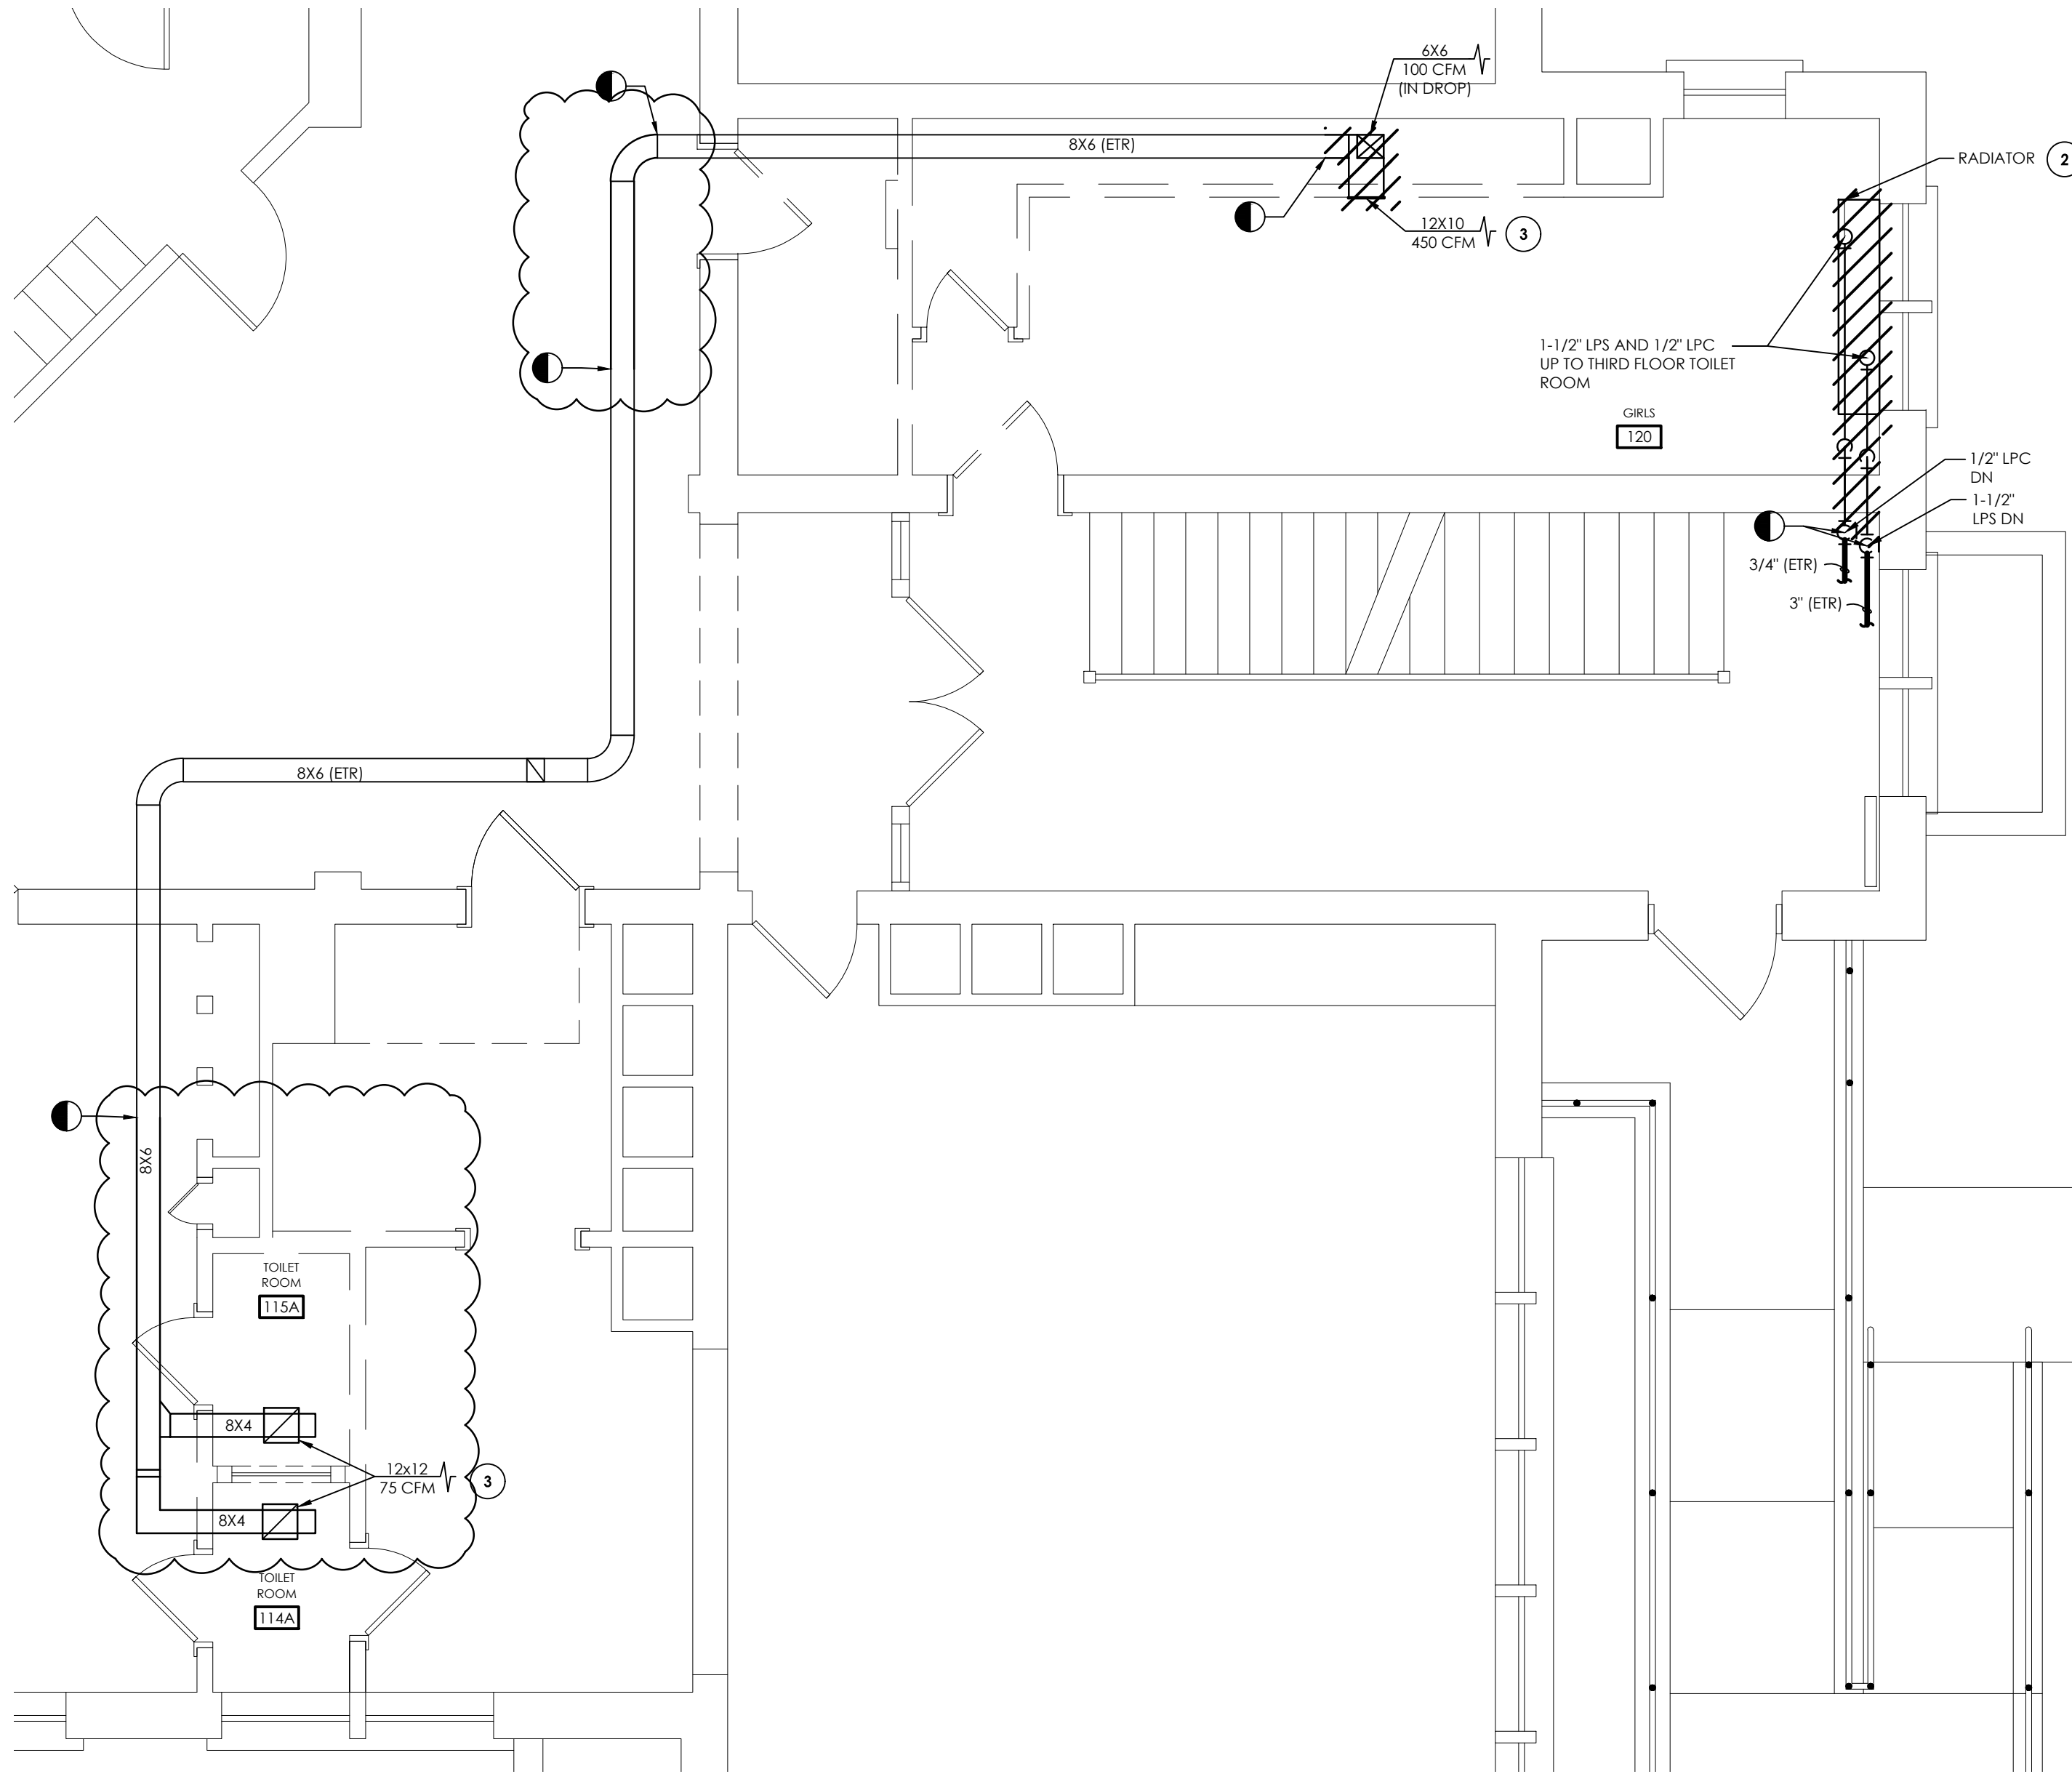 6X6
100 CFM
(IN DROP)
8X6 (ETR)
RADIATOR
2
12X10
450 CFM
3
1-1/2" LPS AND 1/2" LPC
UP TO THIRD FLOOR TOILET
ROOM
GIRLS
120
1/2" LPC
DN
1-1/2"
LPS DN
3/4" (ETR)
3" (ETR)
8X6 (ETR)
8X6
TOILET
ROOM
115A
8X4
12x12
75 CFM
3
8X4
TOILET
ROOM
114A